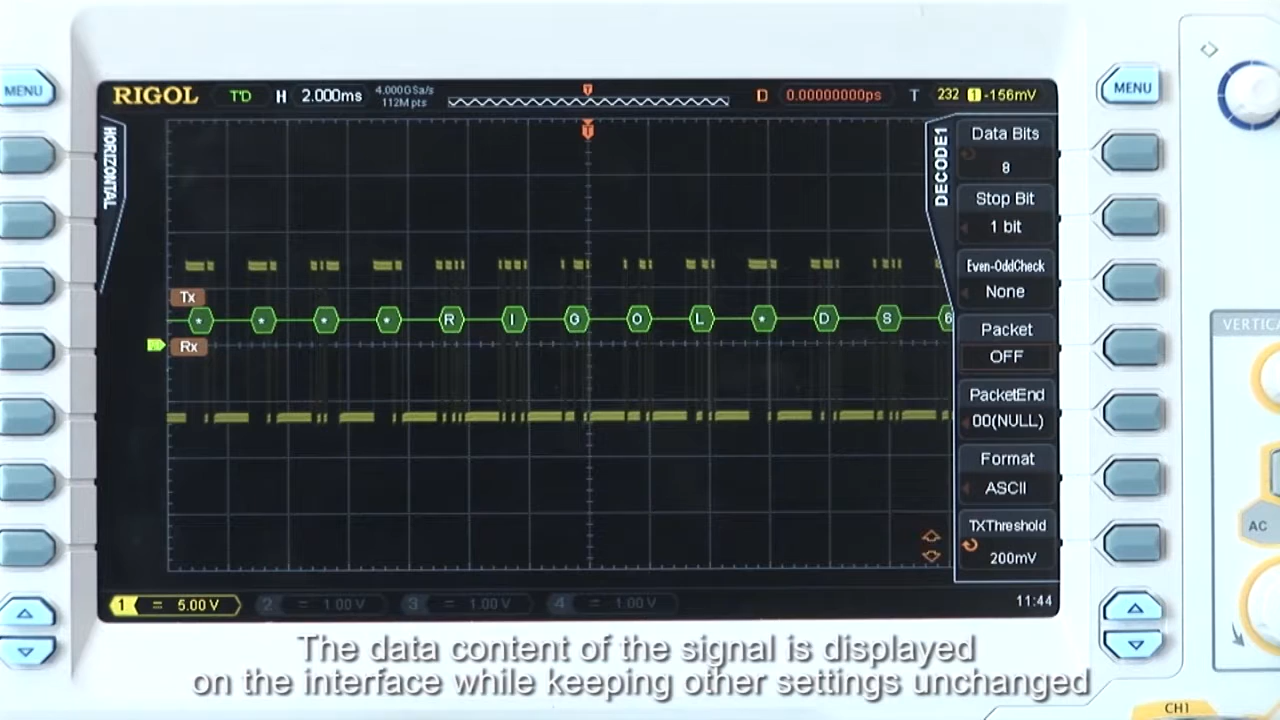 MENU
RIGOL T'D H 2.000ms 4.000GSa/s 112M pts D 0.00000000ps T 232 1 -156mV
MENU
HORIZONTAL
T
T
DECODE1
Data Bits
8
Stop Bit
1 bit
Even-OddCheck
None
Packet
OFF
PacketEnd
00(NULL)
Format
ASCII
TXThreshold
200mV
Tx
* * * * R I G O L * D S 6
Rx
VERTICA
AC
1 = 5.00 V 2 = 1.00 V 3 = 1.00 V 4 = 1.00 V
11:44
The data content of the signal is displayed
on the interface while keeping other settings unchanged
CH1